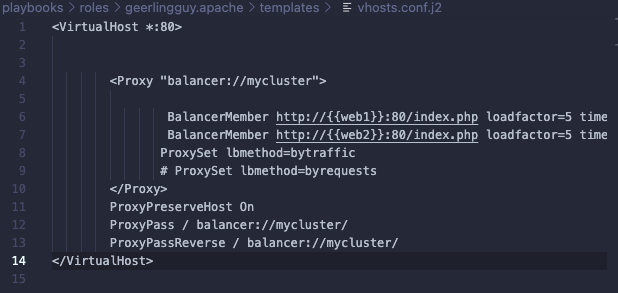 playbooks > roles > geerlingguy.apache > templates > vhosts.conf.j2
1 <VirtualHost *:80>
2
3
4 <Proxy "balancer://mycluster">
5
6 BalancerMember http://{{web1}}:80/index.php loadfactor=5 time
7 BalancerMember http://{{web2}}:80/index.php loadfactor=5 time
8 ProxySet lbmethod=bytraffic
9 # ProxySet lbmethod=byrequests
10 </Proxy>
11 ProxyPreserveHost On
12 ProxyPass / balancer://mycluster/
13 ProxyPassReverse / balancer://mycluster/
14 </VirtualHost>
15